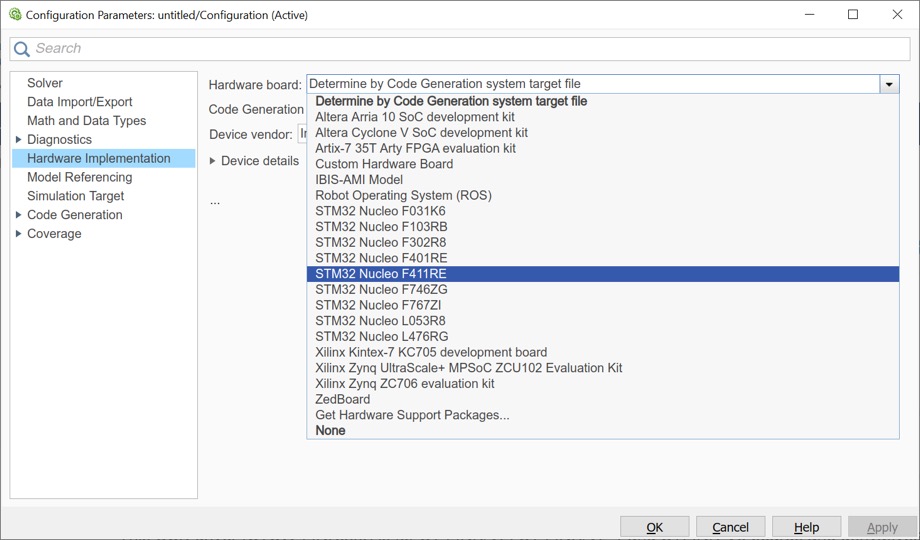 Configuration Parameters: untitled/Configuration (Active)
Search
Solver
Data Import/Export
Math and Data Types
Diagnostics
Hardware Implementation
Model Referencing
Simulation Target
Code Generation
Coverage
Hardware board: Determine by Code Generation system target file
Code Generation
Device vendor:
Device details
...
Determine by Code Generation system target file
Altera Arria 10 SoC development kit
Altera Cyclone V SoC development kit
Artix-7 35T Arty FPGA evaluation kit
Custom Hardware Board
IBIS-AMI Model
Robot Operating System (ROS)
STM32 Nucleo F031K6
STM32 Nucleo F103RB
STM32 Nucleo F302R8
STM32 Nucleo F401RE
STM32 Nucleo F411RE
STM32 Nucleo F746ZG
STM32 Nucleo F767ZI
STM32 Nucleo L053R8
STM32 Nucleo L476RG
Xilinx Kintex-7 KC705 development board
Xilinx Zynq UltraScale+ MPSoC ZCU102 Evaluation Kit
Xilinx Zynq ZC706 evaluation kit
ZedBoard
Get Hardware Support Packages...
None
OK Cancel Help Apply